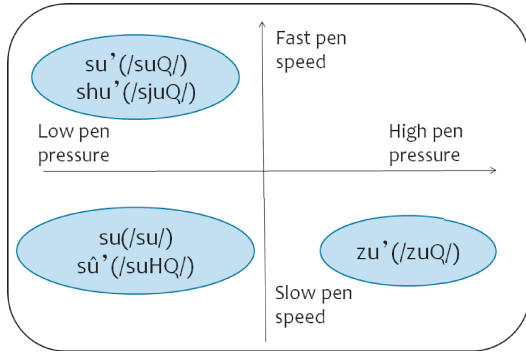 su’(/suQ/)
shu’(/sjuQ/)
Fast pen
speed
Low pen
pressure
High pen
pressure
su(/su/)
sû’(/suHQ/)
zu’(/zuQ/)
Slow pen
speed